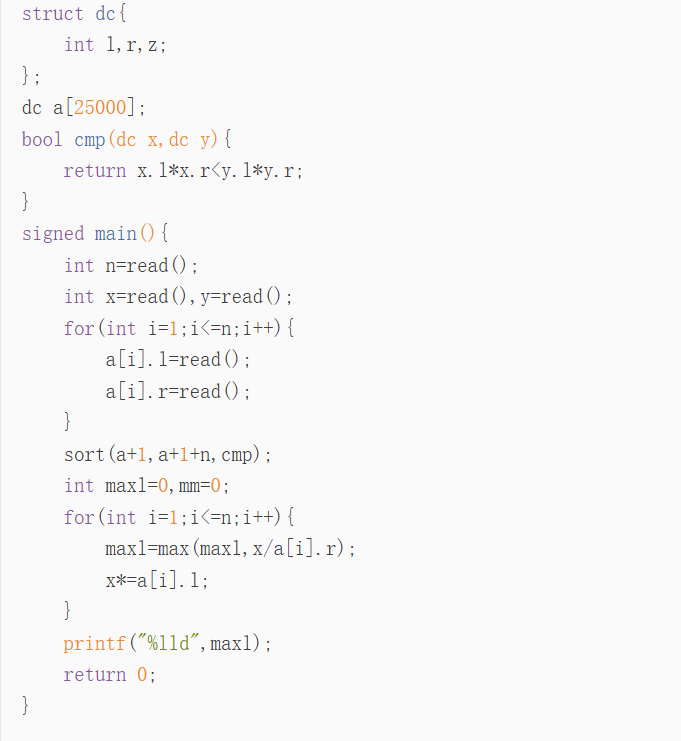 struct dc{
    int l,r,z;
};
dc a[25000];
bool cmp(dc x,dc y){
    return x.l*x.r<y.l*y.r;
}
signed main(){
    int n=read();
    int x=read(),y=read();
    for(int i=1;i<=n;i++){
        a[i].l=read();
        a[i].r=read();
    }
    sort(a+1,a+1+n,cmp);
    int maxl=0,mm=0;
    for(int i=1;i<=n;i++){
        maxl=max(maxl,x/a[i].r);
        x*=a[i].l;
    }
    printf("%lld",maxl);
    return 0;
}